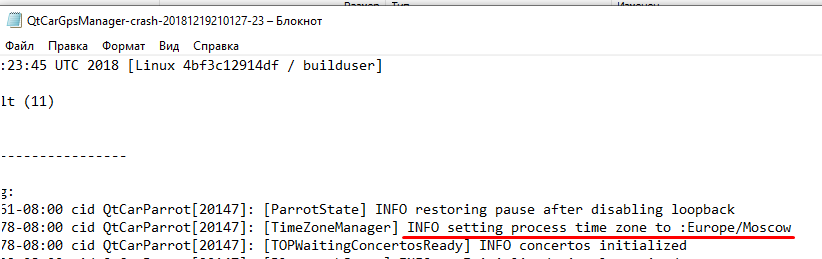 QtCarGpsManager-crash-20181219210127-23 – Блокнот
Файл Правка Формат Вид Справка
:23:45 UTC 2018 [Linux 4bf3c12914df / builduser]
lt (11)
----------------
g:
61-08:00 cid QtCarParrot[20147]: [ParrotState] INFO restoring pause after disabling loopback
78-08:00 cid QtCarParrot[20147]: [TimeZoneManager] INFO setting process time zone to :Europe/Moscow
78-08:00 cid QtCarParrot[20147]: [TOPWaitingConcertosReady] INFO concertos initialized